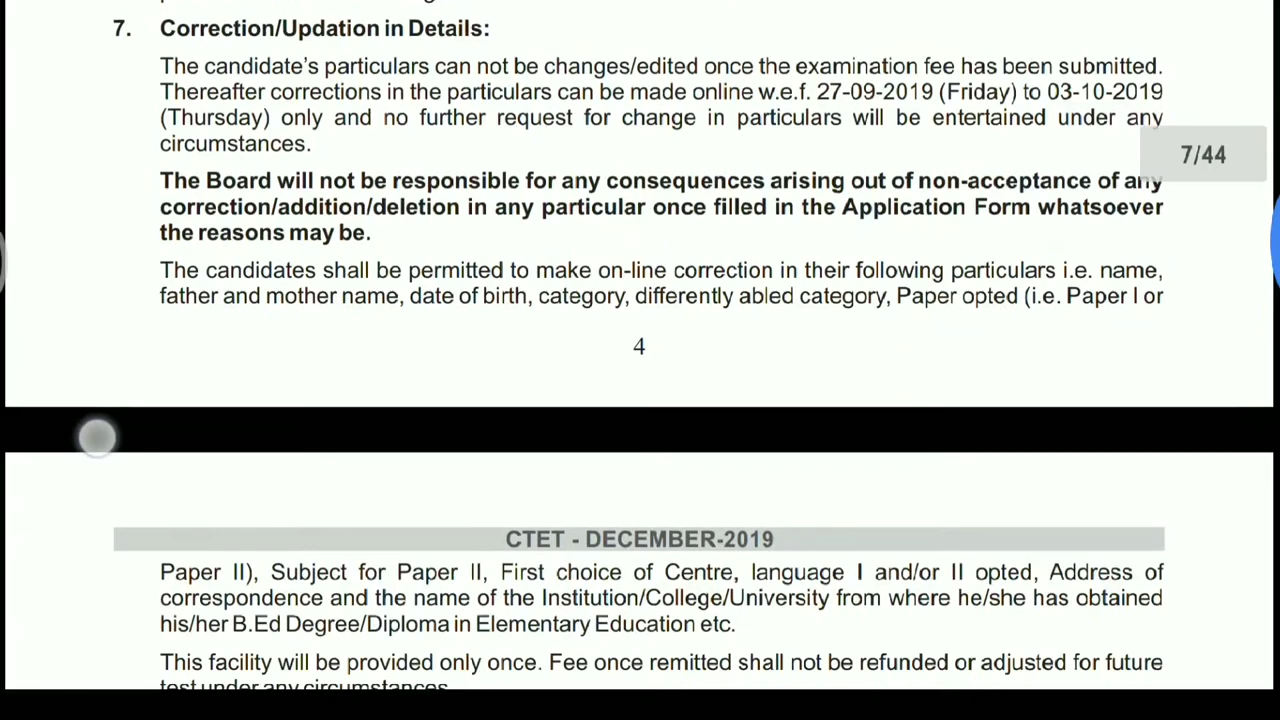 7. Correction/Updation in Details:
The candidate's particulars can not be changes/edited once the examination fee has been submitted.
Thereafter corrections in the particulars can be made online w.e.f. 27-09-2019 (Friday) to 03-10-2019
(Thursday) only and no further request for change in particulars will be entertained under any
circumstances.
7/44
The Board will not be responsible for any consequences arising out of non-acceptance of any
correction/addition/deletion in any particular once filled in the Application Form whatsoever
the reasons may be.
The candidates shall be permitted to make on-line correction in their following particulars i.e. name,
father and mother name, date of birth, category, differently abled category, Paper opted (i.e. Paper I or
4
CTET - DECEMBER-2019
Paper II), Subject for Paper II, First choice of Centre, language I and/or II opted, Address of
correspondence and the name of the Institution/College/University from where he/she has obtained
his/her B.Ed Degree/Diploma in Elementary Education etc.
This facility will be provided only once. Fee once remitted shall not be refunded or adjusted for future
test under any circumstances.